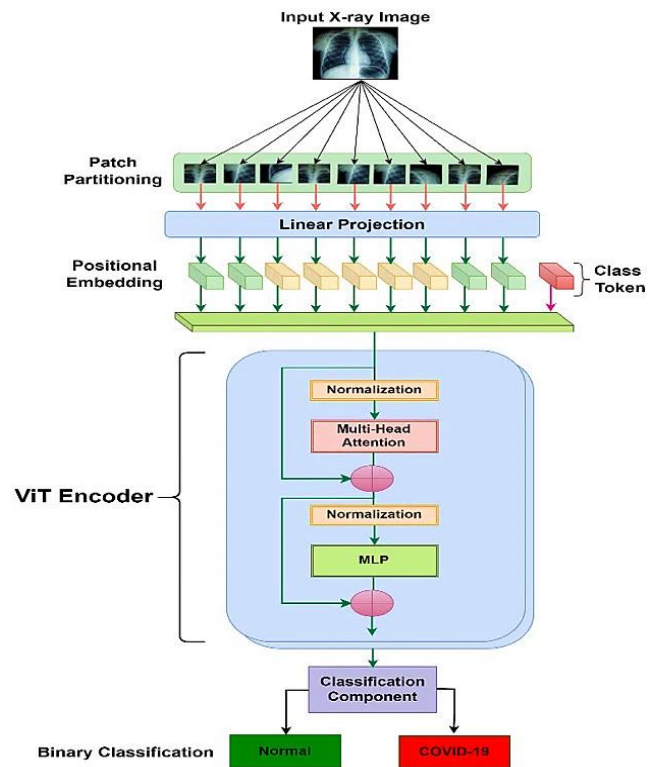 Input X-ray Image
Patch
Partitioning
Linear Projection
Positional
Embedding
Class
Token
ViT Encoder
Normalization
Multi-Head
Attention
Normalization
MLP
Classification
Component
Binary Classification
Normal
COVID-19